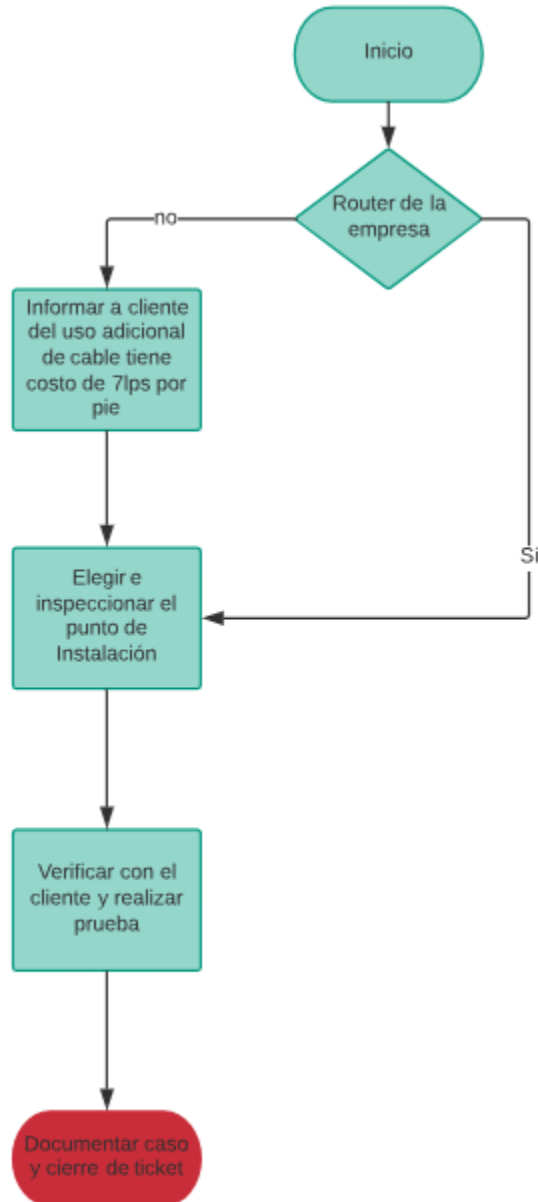 Inicio
Router de la
empresa
no
Informar a cliente
del uso adicional
de cable tiene
costo de 7lps por
pie
Si
Elegir e
inspeccionar el
punto de
Instalación
Verificar con el
cliente y realizar
prueba
Documentar caso
y cierre de ticket